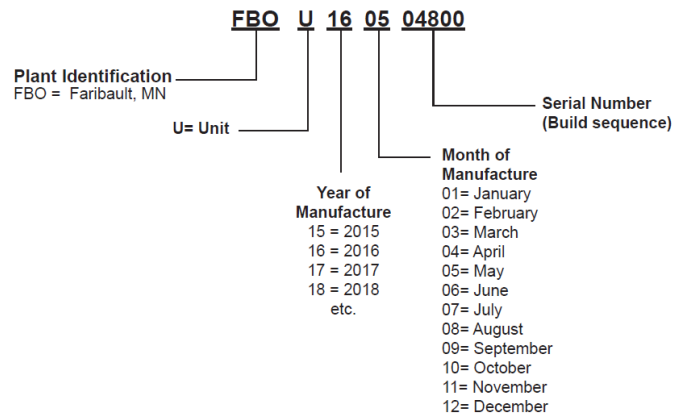 FBO U 16 05 04800
Plant Identification
FBO = Faribault, MN
U= Unit
Serial Number
(Build sequence)
Year of
Manufacture
15 = 2015
16 = 2016
17 = 2017
18 = 2018
etc.
Month of
Manufacture
01= January
02= February
03= March
04= April
05= May
06= June
07= July
08= August
09= September
10= October
11= November
12= December